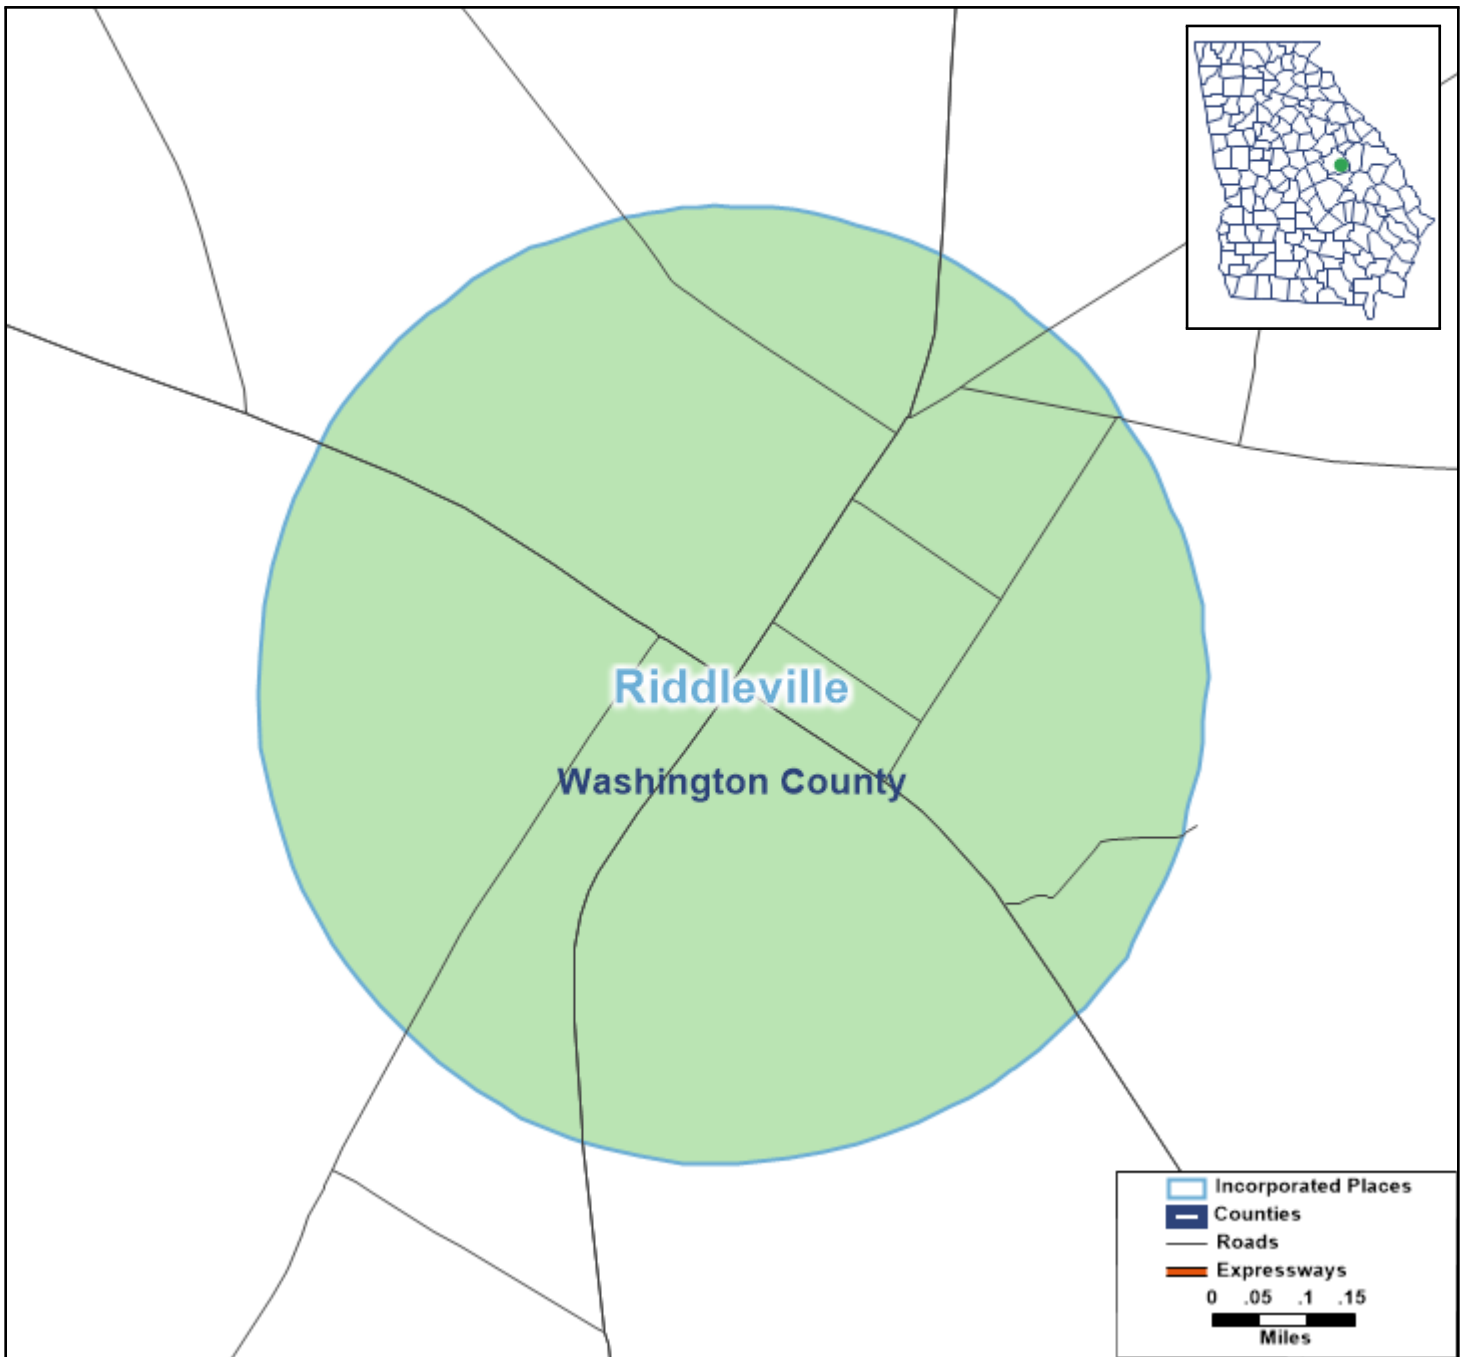 Riddleville
Washington County
Incorporated Places
Counties
Roads
Expressways
0 .05 .1 .15
Miles